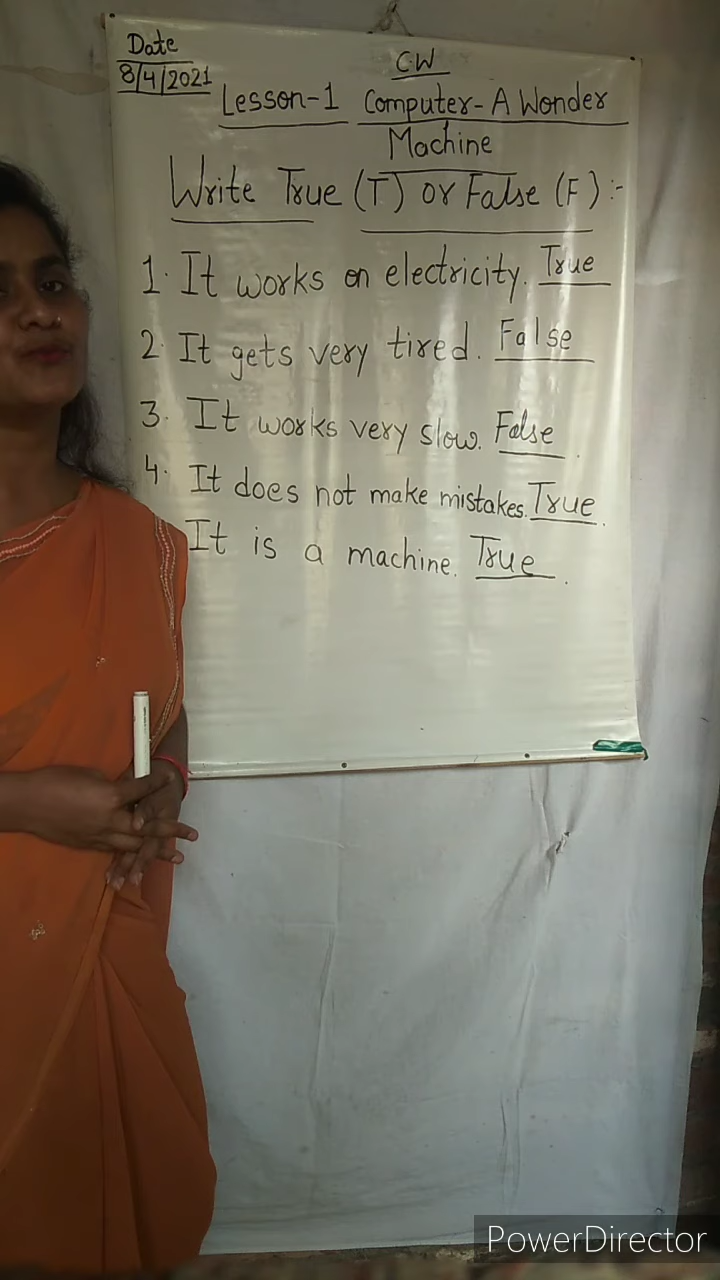 Date
8/4/2021
CW
Lesson-1 Computer-A Wonder
Machine
Write True (T) or False (F) :-
1. It works on electricity. True
2. It gets very tired. False
3. It works very slow. False.
4. It does not make mistakes. True.
It is a machine. True.
PowerDirector